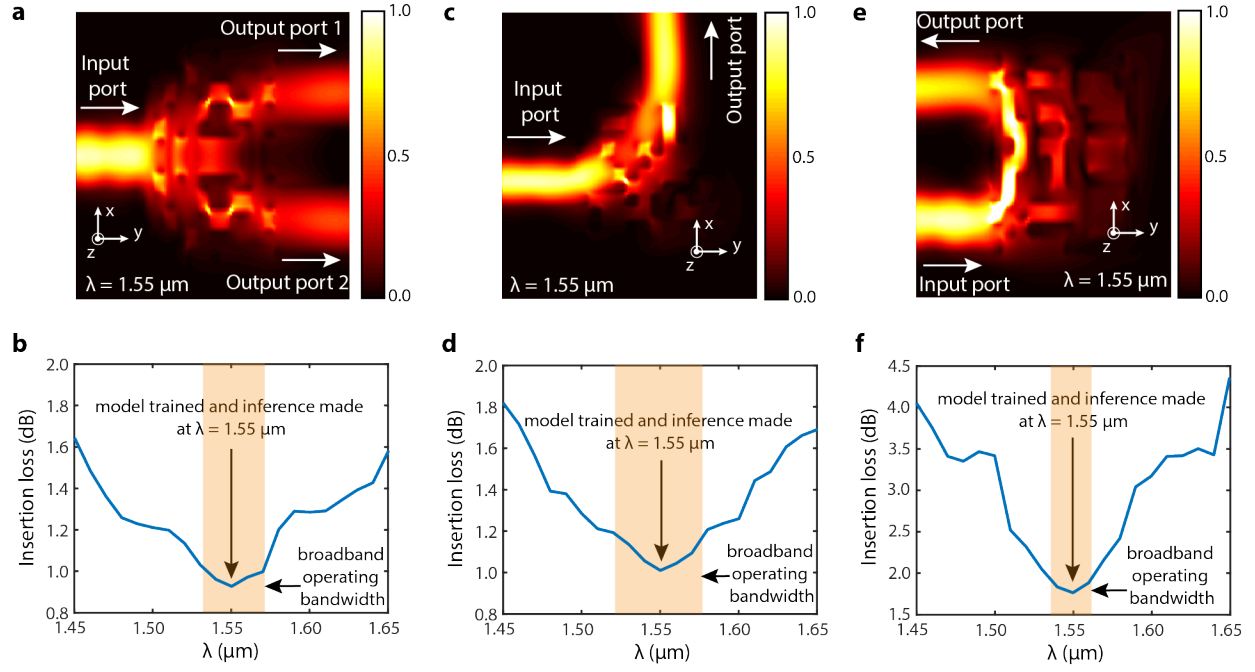 a
Output port 1
Input
port
x
y
z
λ = 1.55 μm
Output port 2
1.0
0.5
0.0
c
Output port
Input
port
x
y
z
λ = 1.55 μm
1.0
0.5
0.0
e
Output port
x
y
z
Input port
λ = 1.55 μm
1.0
0.5
0.0
b
Insertion loss (dB)
2.0
1.8
1.6
1.4
1.2
1.0
0.8
model trained and inference made
at λ = 1.55 μm
broadband
operating
bandwidth
1.45
1.50
1.55
1.60
1.65
λ (μm)
d
Insertion loss (dB)
2.0
1.8
1.6
1.4
1.2
1.0
0.8
model trained and inference made
at λ = 1.55 μm
broadband
operating
bandwidth
1.45
1.50
1.55
1.60
1.65
λ (μm)
f
Insertion loss (dB)
4.5
4.0
3.5
3.0
2.5
2.0
1.5
model trained and inference made
at λ = 1.55 μm
broadband
operating
bandwidth
1.45
1.50
1.55
1.60
1.65
λ (μm)